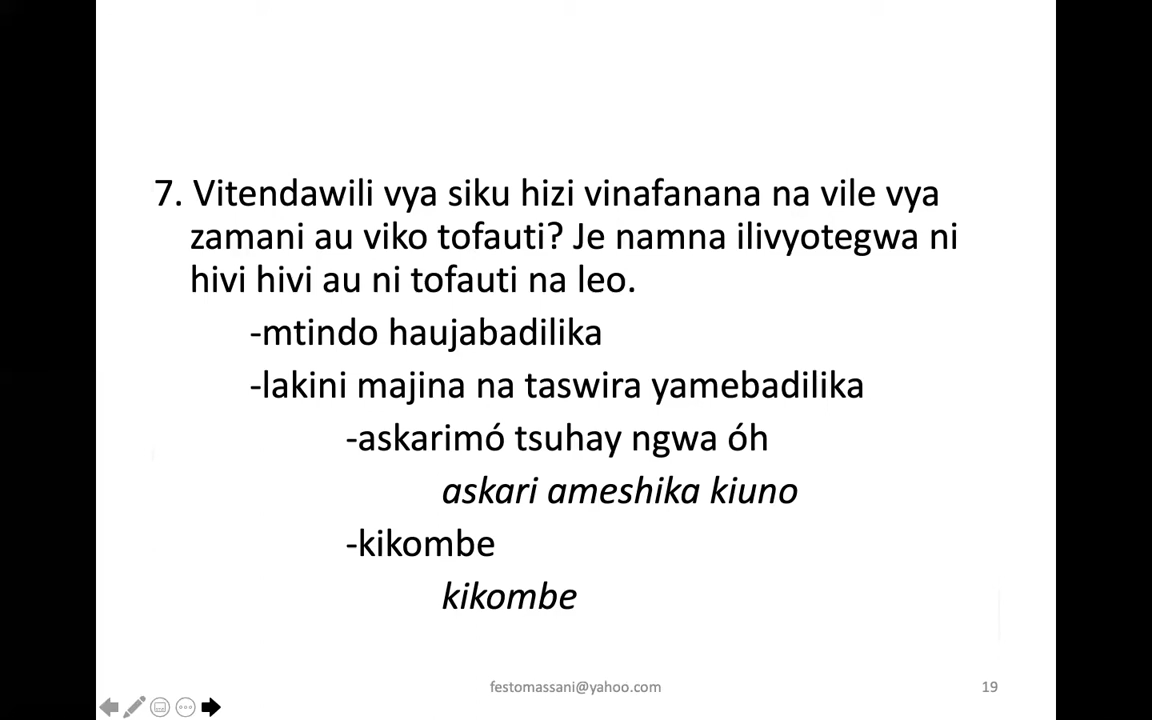 7. Vitendawili vya siku hizi vinafanana na vile vya
zamani au viko tofauti? Je namna ilivyotegwa ni
hivi hivi au ni tofauti na leo.
-mtindo haujabadilika
-lakini majina na taswira yamebadilika
-askarimó tsuhay ngwa óh
askari ameshika kiuno
-kikombe
kikombe
festomassani@yahoo.com
19